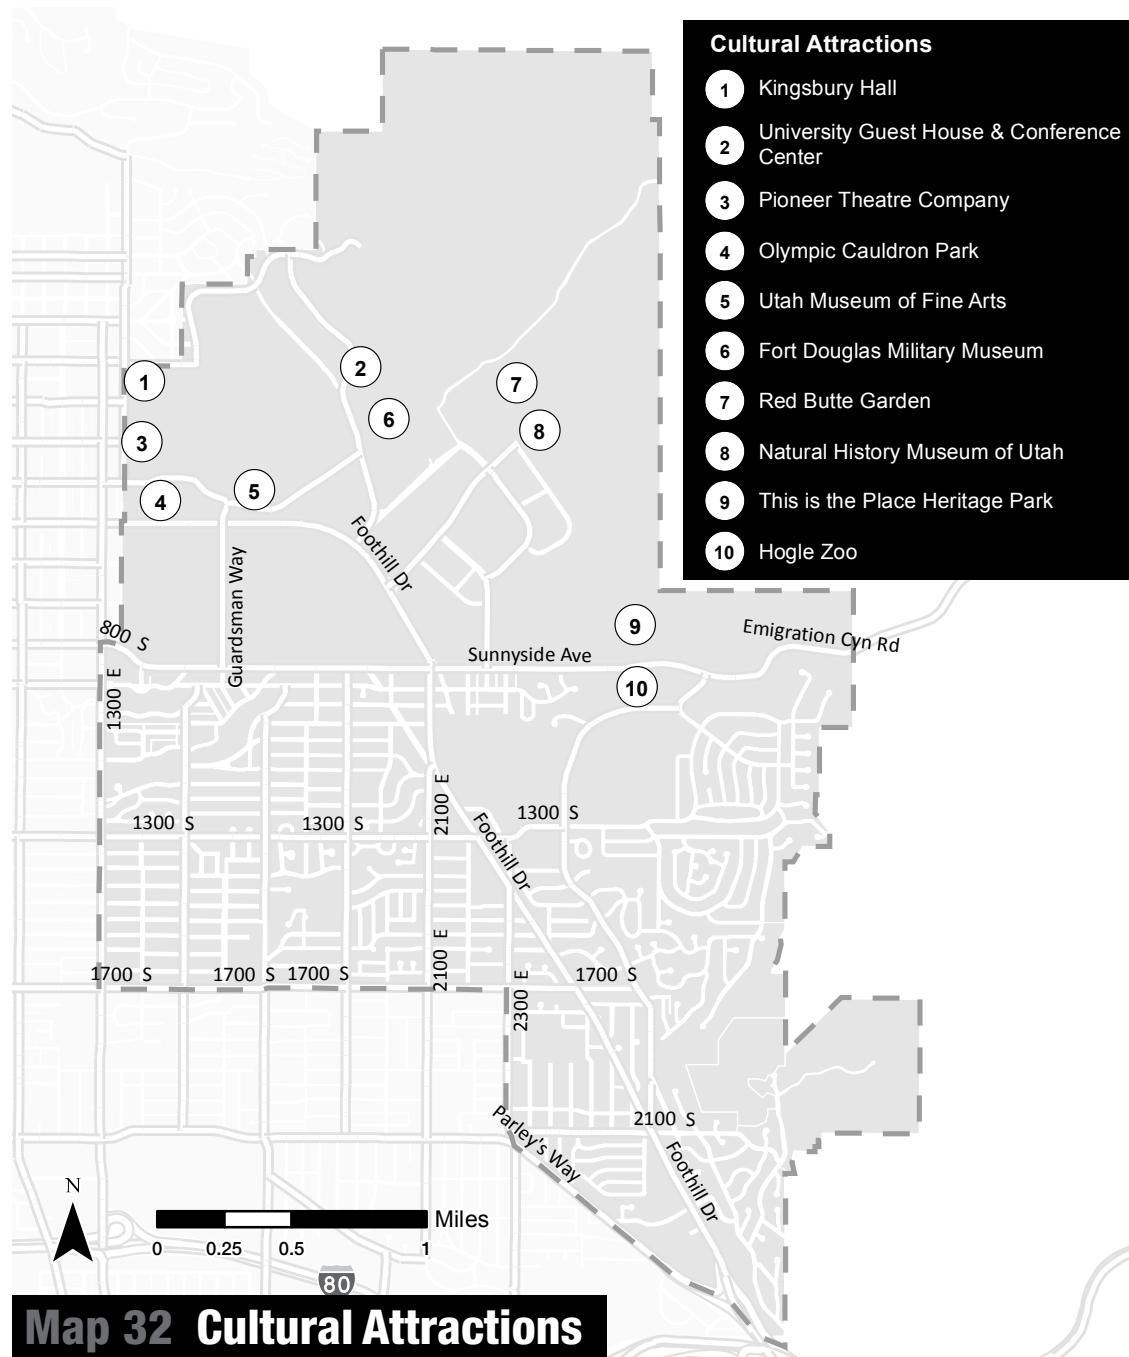 Cultural Attractions
1 Kingsbury Hall
2 University Guest House & Conference
Center
3 Pioneer Theatre Company
4 Olympic Cauldron Park
5 Utah Museum of Fine Arts
6 Fort Douglas Military Museum
7 Red Butte Garden
8 Natural History Museum of Utah
9 This is the Place Heritage Park
10 Hogle Zoo
1
2
7
6
8
3
5
4
Foothill Dr
Guardsman Way
9
800 S
Emigration Cyn Rd
Sunnyside Ave
10
1300 E
2100 E
1300 S
1300 S
1300 S
Foothill Dr
2100 E
1700 S
1700 S
1700 S
1700 S
2300 E
2100 S
Parley's Way
Foothill Dr
N
Miles
0 0.25 0.5 1
80
Map 32 Cultural Attractions